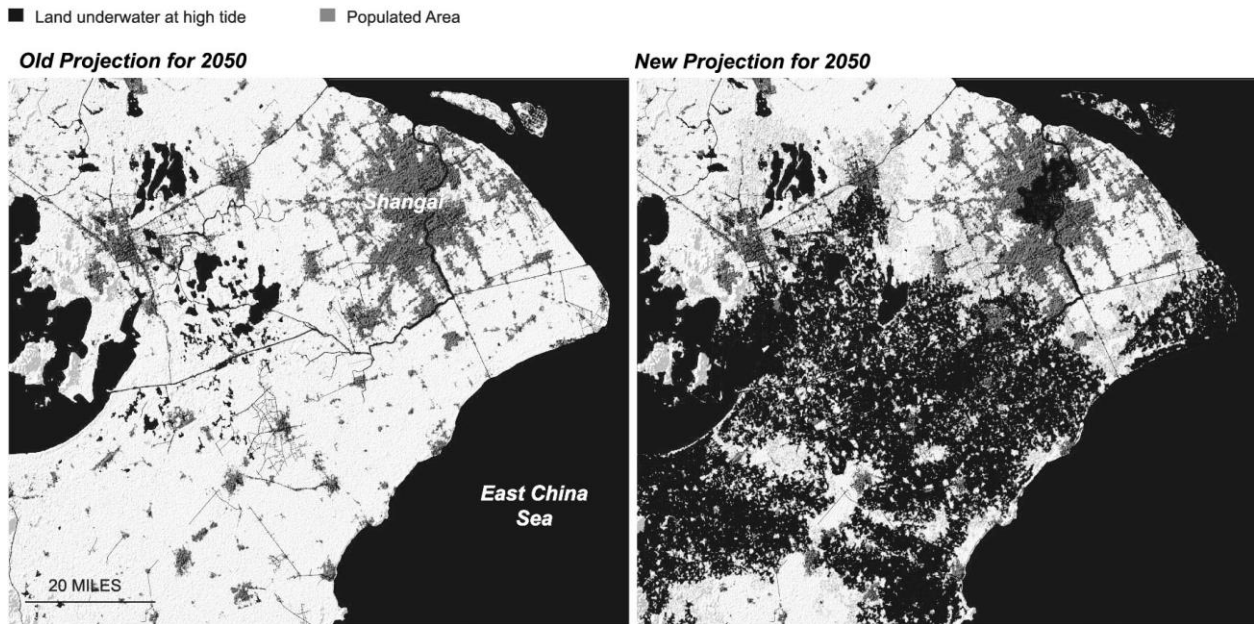 Land underwater at high tide
Populated Area
Old Projection for 2050
New Projection for 2050
Shangai
East China
Sea
20 MILES